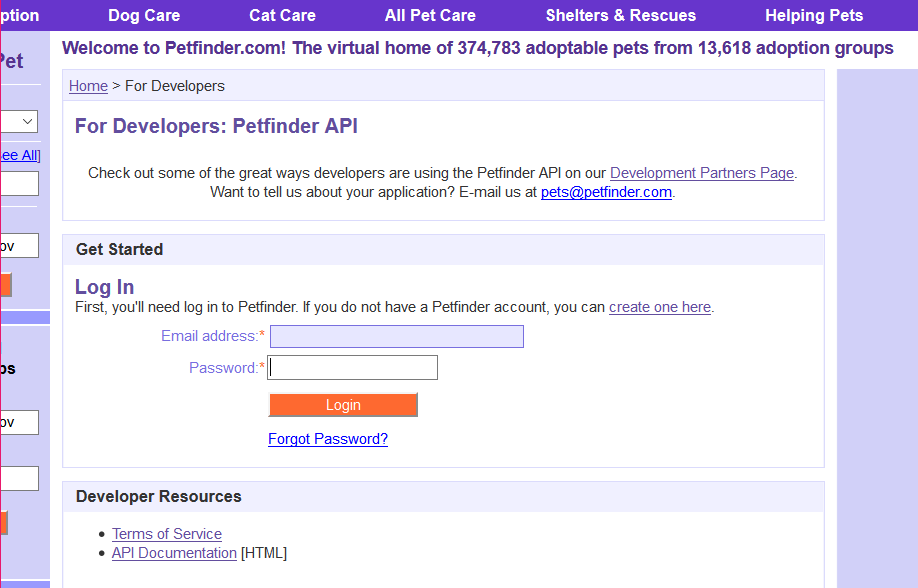 ption Dog Care Cat Care All Pet Care Shelters & Rescues Helping Pets
Welcome to Petfinder.com! The virtual home of 374,783 adoptable pets from 13,618 adoption groups
Pet
ee All]
ov
ps
ov
Home > For Developers
For Developers: Petfinder API
Check out some of the great ways developers are using the Petfinder API on our Development Partners Page.
Want to tell us about your application? E-mail us at pets@petfinder.com.
Get Started
Log In
First, you'll need log in to Petfinder. If you do not have a Petfinder account, you can create one here.
Email address:*
Password:*
Login
Forgot Password?
Developer Resources
• Terms of Service
• API Documentation [HTML]